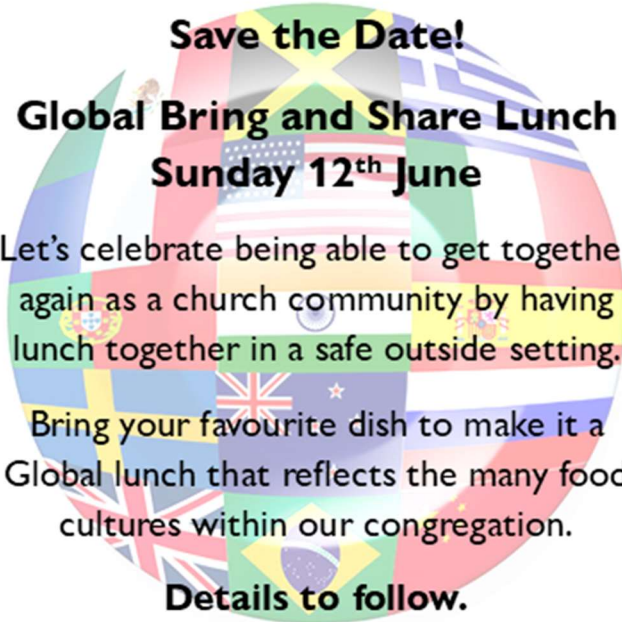 Save the Date!
Global Bring and Share Lunch
Sunday 12th June
Let's celebrate being able to get togethe
again as a church community by having
lunch together in a safe outside setting.
Bring your favourite dish to make it a
Global lunch that reflects the many food
cultures within our congregation.
Details to follow.